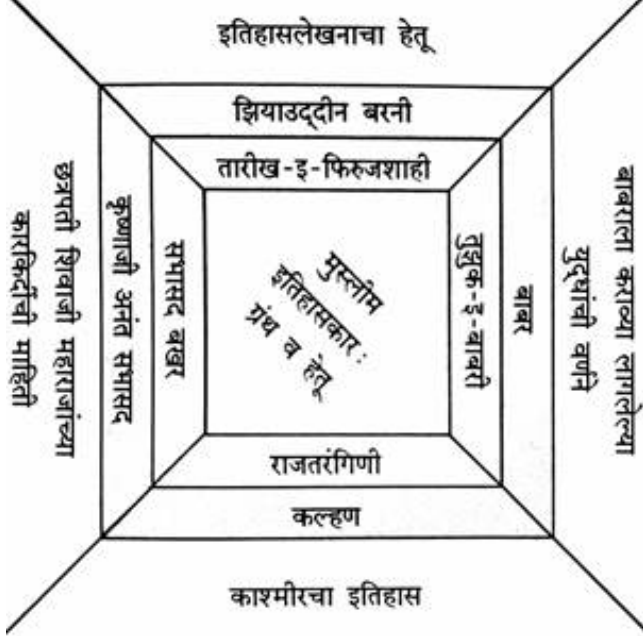 इतिहासलेखनाचा हेतू
झियाउद्‌दीन बरनी
तारीख-इ-फिरुजशाही
छत्रपती शिवाजी महाराजांच्या
कारकिर्दीची माहिती
कृष्णाजी अनंत सभासद
सभासद बखर
मुस्लीम
इतिहासकार :
ग्रंथ व हेतू
तुझुक-इ-बाबरी
बाबर
बाबराला कराव्या लागलेल्या
युद्धांची वर्णने
राजतरंगिणी
कल्हण
काश्मीरचा इतिहास